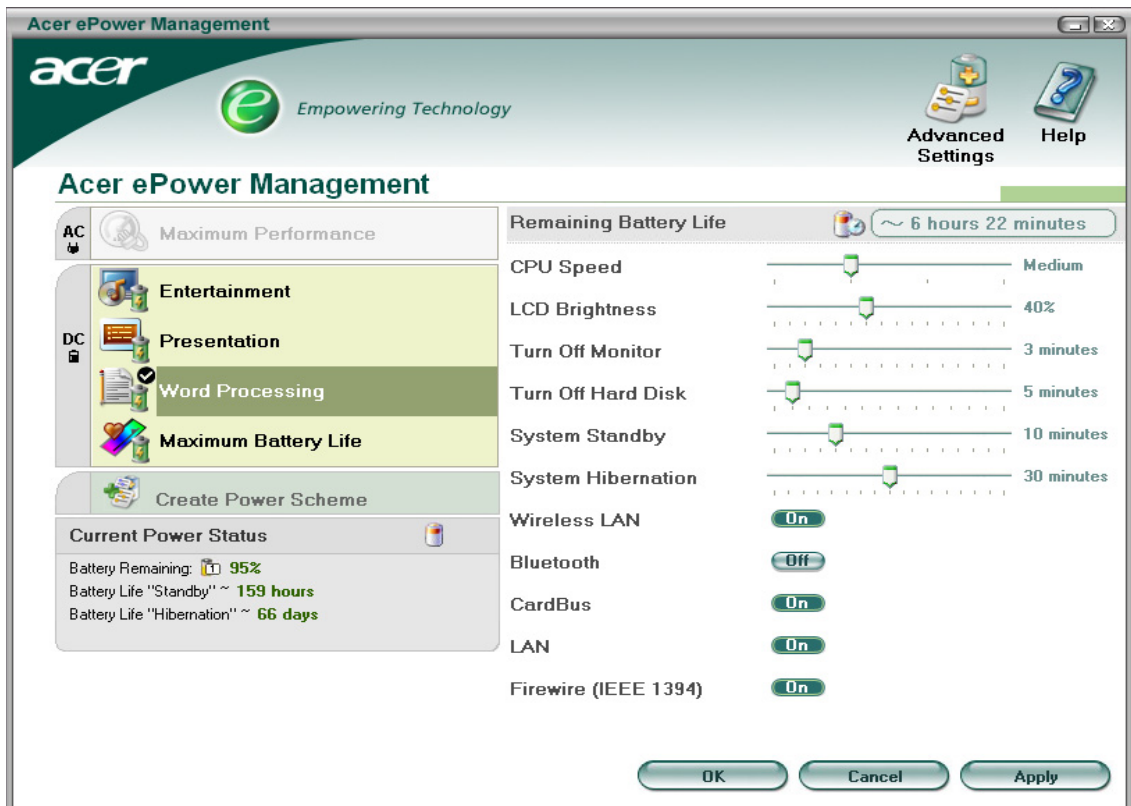 Acer ePower Management
acer
e Empowering Technology
Advanced Settings
Help
Acer ePower Management
AC
Maximum Performance
DC
Entertainment
Presentation
Word Processing
Maximum Battery Life
Create Power Scheme
Current Power Status
Battery Remaining: 1 95%
Battery Life "Standby" ~ 159 hours
Battery Life "Hibernation" ~ 66 days
Remaining Battery Life ~ 6 hours 22 minutes
CPU Speed Medium
LCD Brightness 40%
Turn Off Monitor 3 minutes
Turn Off Hard Disk 5 minutes
System Standby 10 minutes
System Hibernation 30 minutes
Wireless LAN On
Bluetooth Off
CardBus On
LAN On
Firewire (IEEE 1394) On
OK Cancel Apply